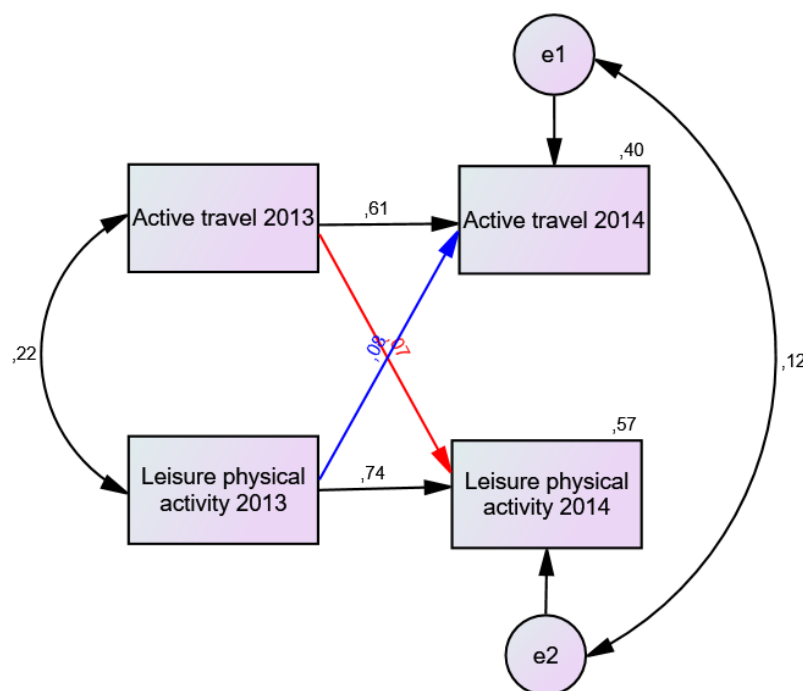 e1
,40
Active travel 2013
,61
Active travel 2014
,22
,08
,07
,12
,57
Leisure physical
activity 2013
,74
Leisure physical
activity 2014
e2